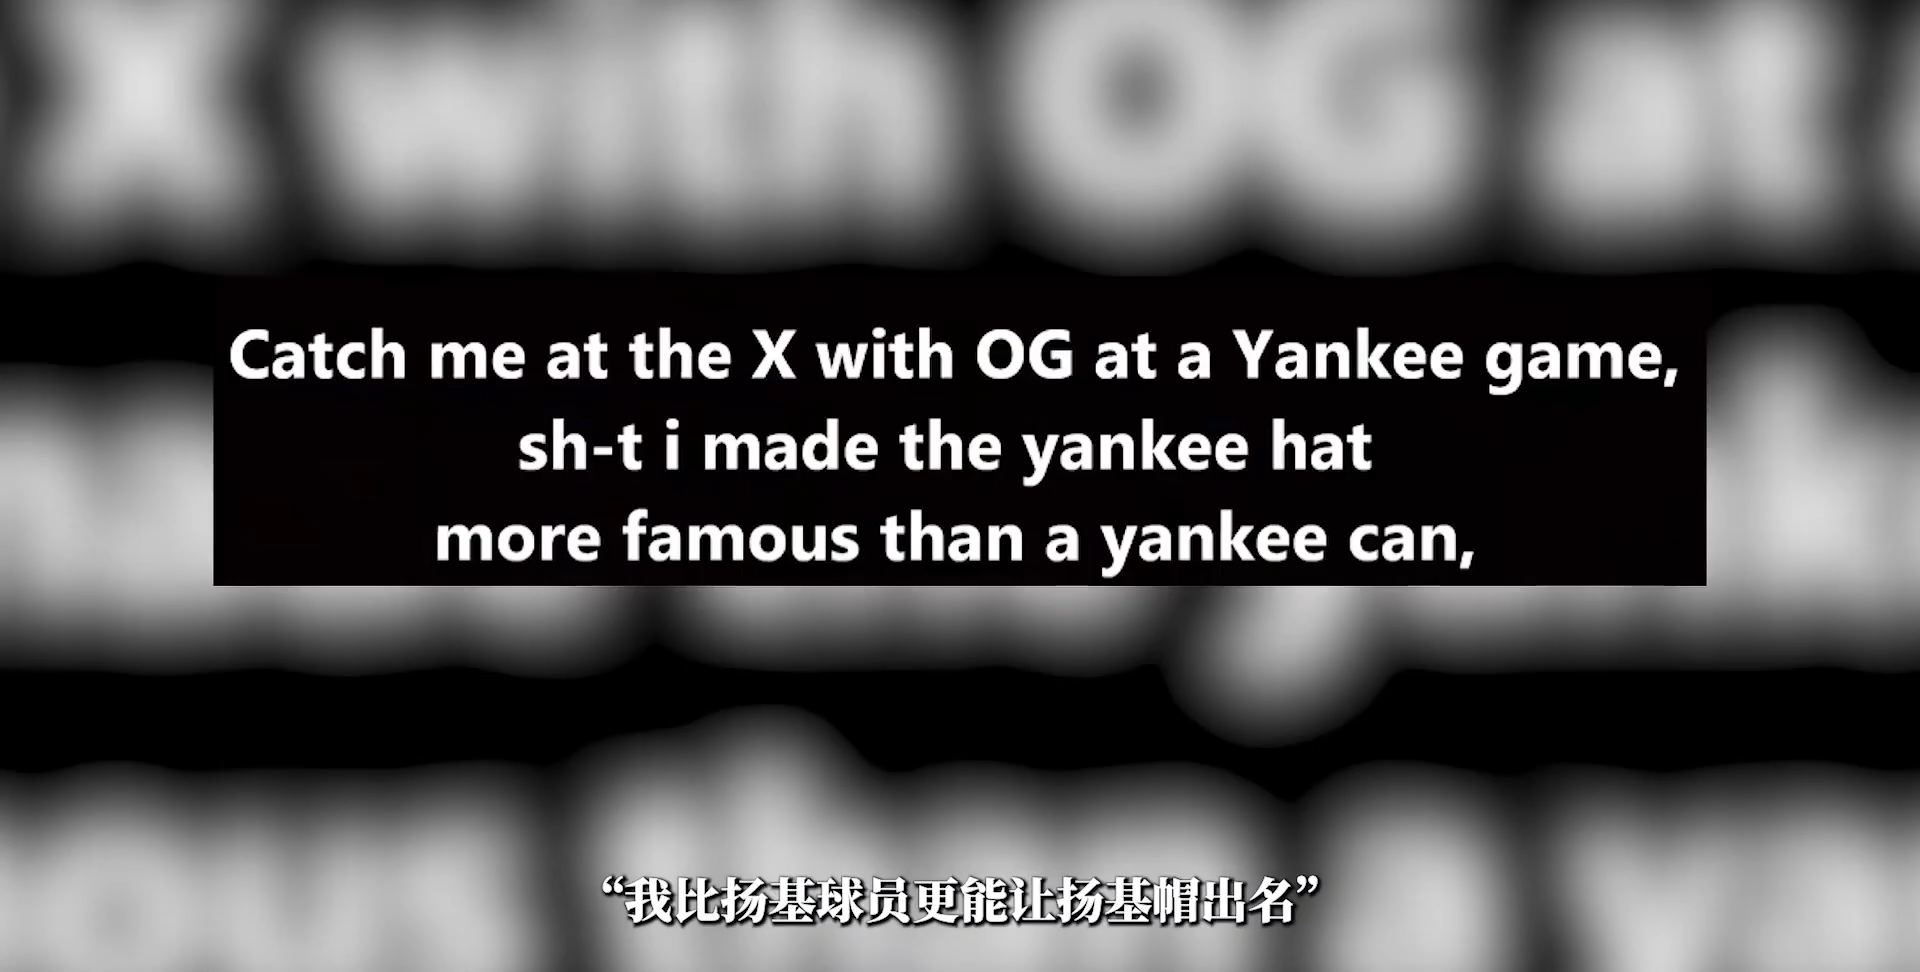 Catch me at the X with OG at a Yankee game,
sh-t i made the yankee hat
more famous than a yankee can,
“我比扬基球员更能让扬基帽出名”